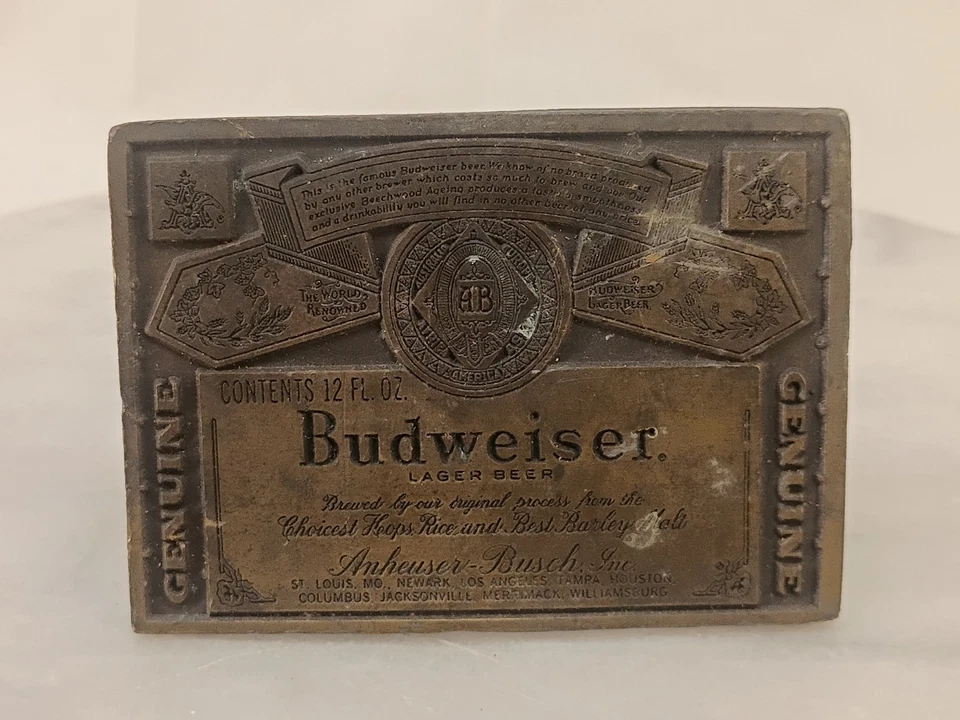 This is the famous Budweiser beer. We know of no brand produced
by any other brewer which costs so much to brew and age. Our
exclusive Beechwood Ageing produces a taste, a smoothness
and a drinkability you will find in no other beer at any price.
THE WORLD
RENOWNED
BUDWEISER
LAGER BEER
AB
AMERICA
CONTENTS 12 FL. OZ.
Budweiser®
LAGER BEER
Brewed by our original process from the
Choicest Hops, Rice and Best Barley Malt
Anheuser-Busch, Inc.
ST. LOUIS, MO., NEWARK, LOS ANGELES, TAMPA, HOUSTON,
COLUMBUS, JACKSONVILLE, MERRIMACK, WILLIAMSBURG
GENUINE
GENUINE